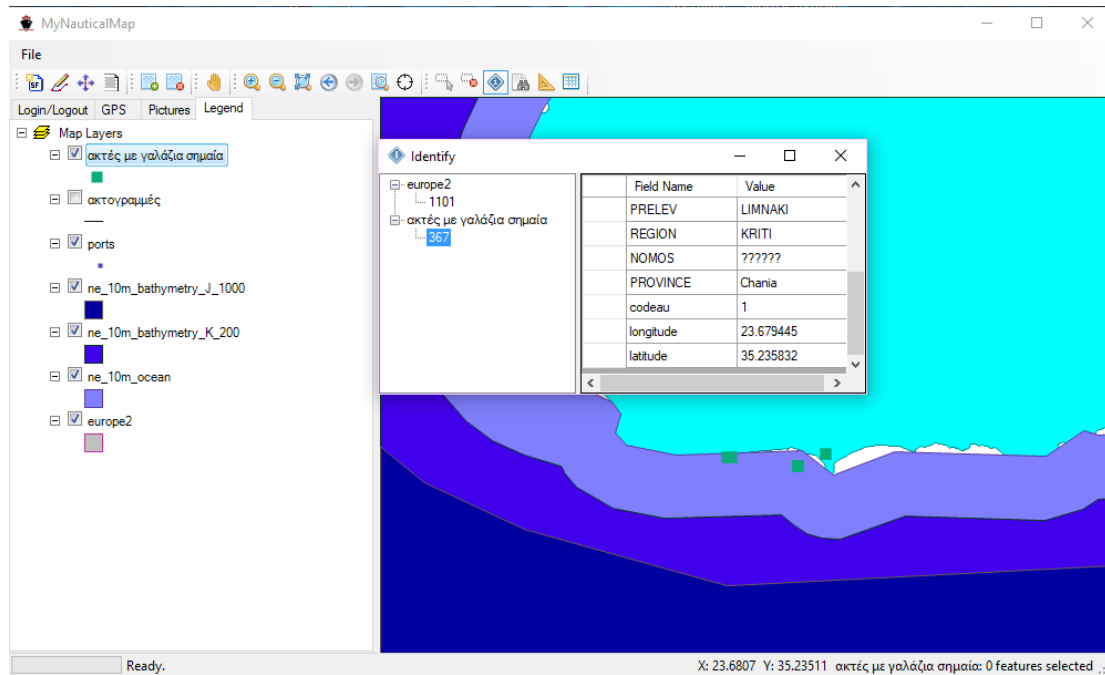 MyNauticalMap
File
Login/Logout GPS Pictures Legend
Map Layers
ακτές με γαλάζια σημαία
ακτογραμμές
ports
ne_10m_bathymetry_J_1000
ne_10m_bathymetry_K_200
ne_10m_ocean
europe2
Identify
europe2
1101
ακτές με γαλάζια σημαία
367
Field Name Value
PRELEV LIMNAKI
REGION KRITI
NOMOS ??????
PROVINCE Chania
codeau 1
longitude 23.679445
latitude 35.235832
Ready.
X: 23.6807 Y: 35.23511 ακτές με γαλάζια σημαία: 0 features selected